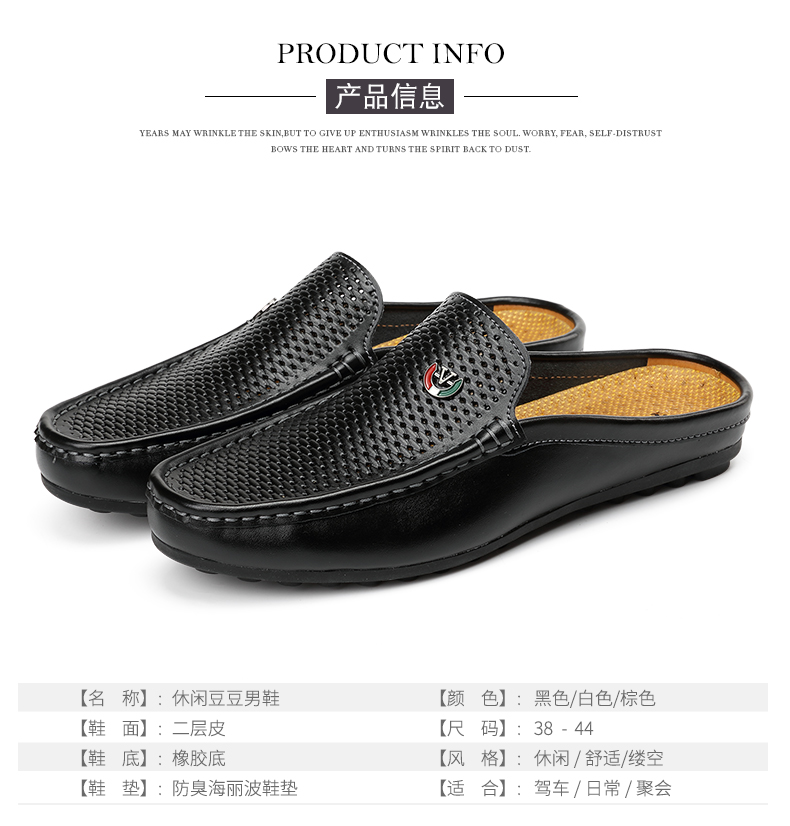 PRODUCT INFO
产品信息
YEARS MAY WRINKLE THE SKIN,BUT TO GIVE UP ENTHUSIASM WRINKLES THE SOUL. WORRY, FEAR, SELF-DISTRUST
BOWS THE HEART AND TURNS THE SPIRIT BACK TO DUST.
【名 称】: 休闲豆豆男鞋 【颜 色】: 黑色/白色/棕色
【鞋 面】: 二层皮 【尺 码】: 38 - 44
【鞋 底】: 橡胶底 【风 格】: 休闲 / 舒适/缕空
【鞋 垫】: 防臭海丽波鞋垫 【适 合】: 驾车 / 日常 / 聚会